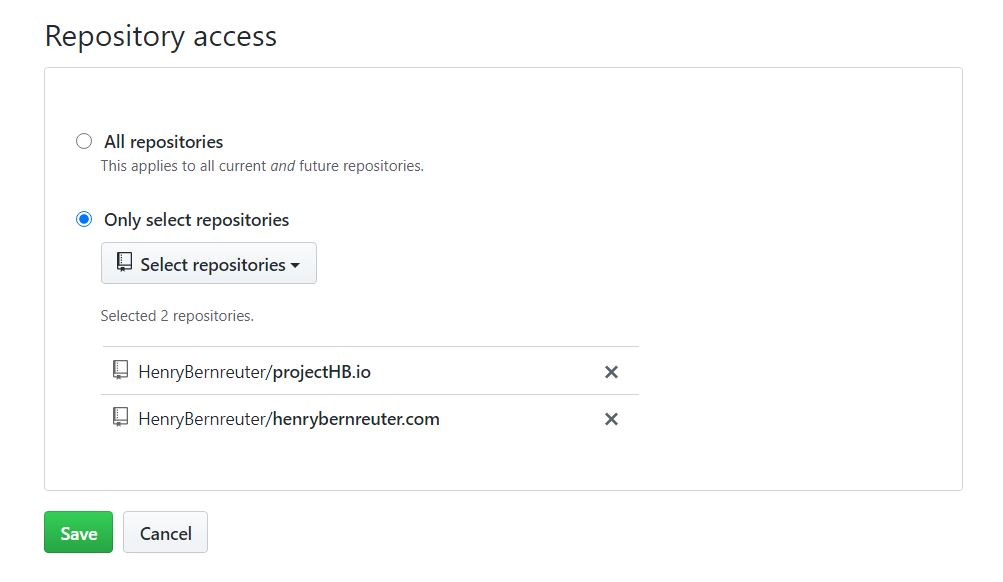 Repository access
All repositories
This applies to all current and future repositories.
Only select repositories
Select repositories
Selected 2 repositories.
HenryBernreuter/projectHB.io
HenryBernreuter/henrybernreuter.com
Save
Cancel